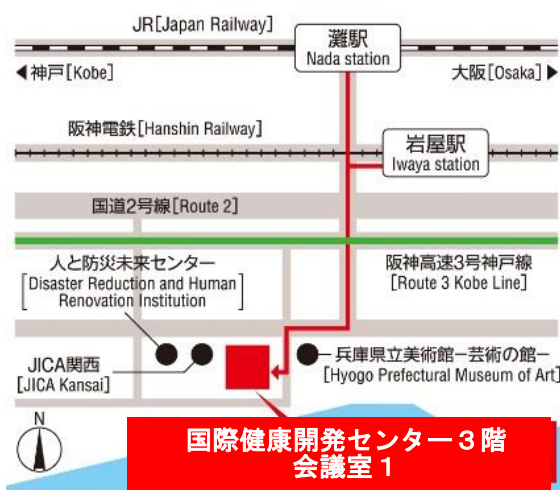 JR[Japan Railway]
灘駅
Nada station
◀神戸[Kobe]
大阪[Osaka]▶
阪神電鉄[Hanshin Railway]
岩屋駅
Iwaya station
国道2号線[Route 2]
人と防災未来センター
[Disaster Reduction and Human
Renovation Institution]
阪神高速3号神戸線
[Route 3 Kobe Line]
JICA関西
[JICA Kansai]
兵庫県立美術館−芸術の館−
[Hyogo Prefectural Museum of Art]
N
国際健康開発センター３階
会議室１